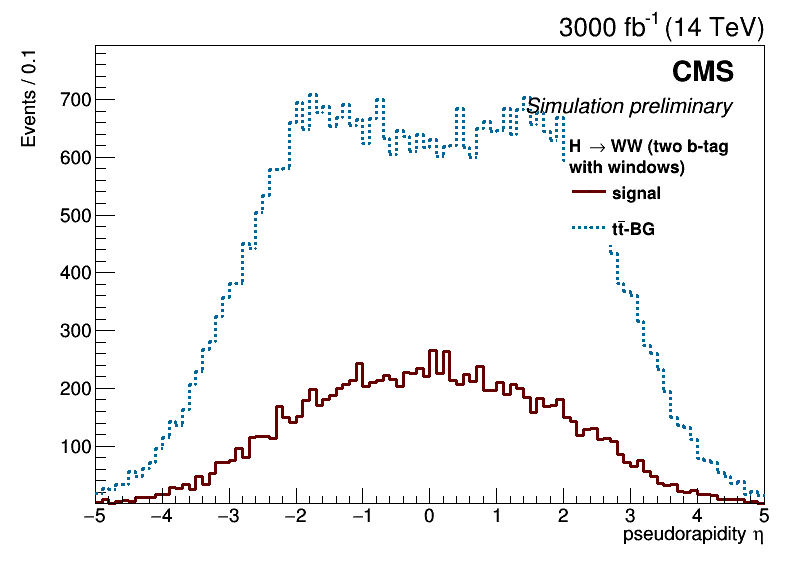 3000 fb-1 (14 TeV)
Events / 0.1
CMS
Simulation preliminary
H → WW (two b-tag
with windows)
signal
tt̄-BG
700
600
500
400
300
200
100
−5 −4 −3 −2 −1 0 1 2 3 4 5
pseudorapidity η